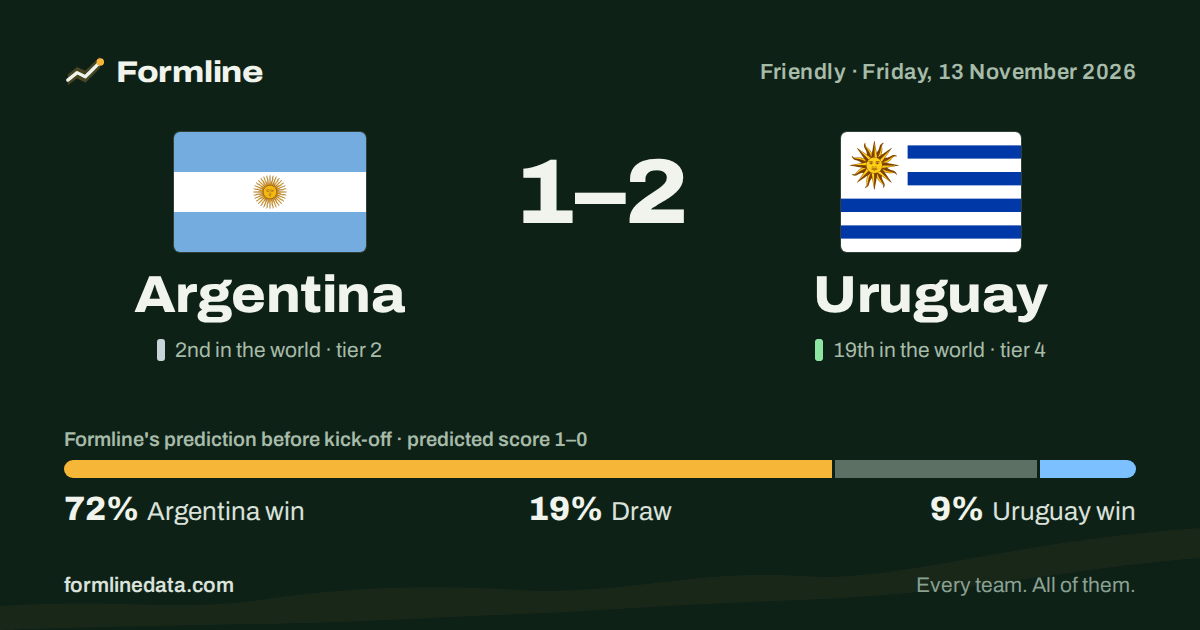 Formline
Friendly · Friday, 13 November 2026
1–2
Argentina
Uruguay
2nd in the world · tier 2
19th in the world · tier 4
Formline's prediction before kick-off · predicted score 1–0
72% Argentina win
19% Draw
9% Uruguay win
formlinedata.com
Every team. All of them.